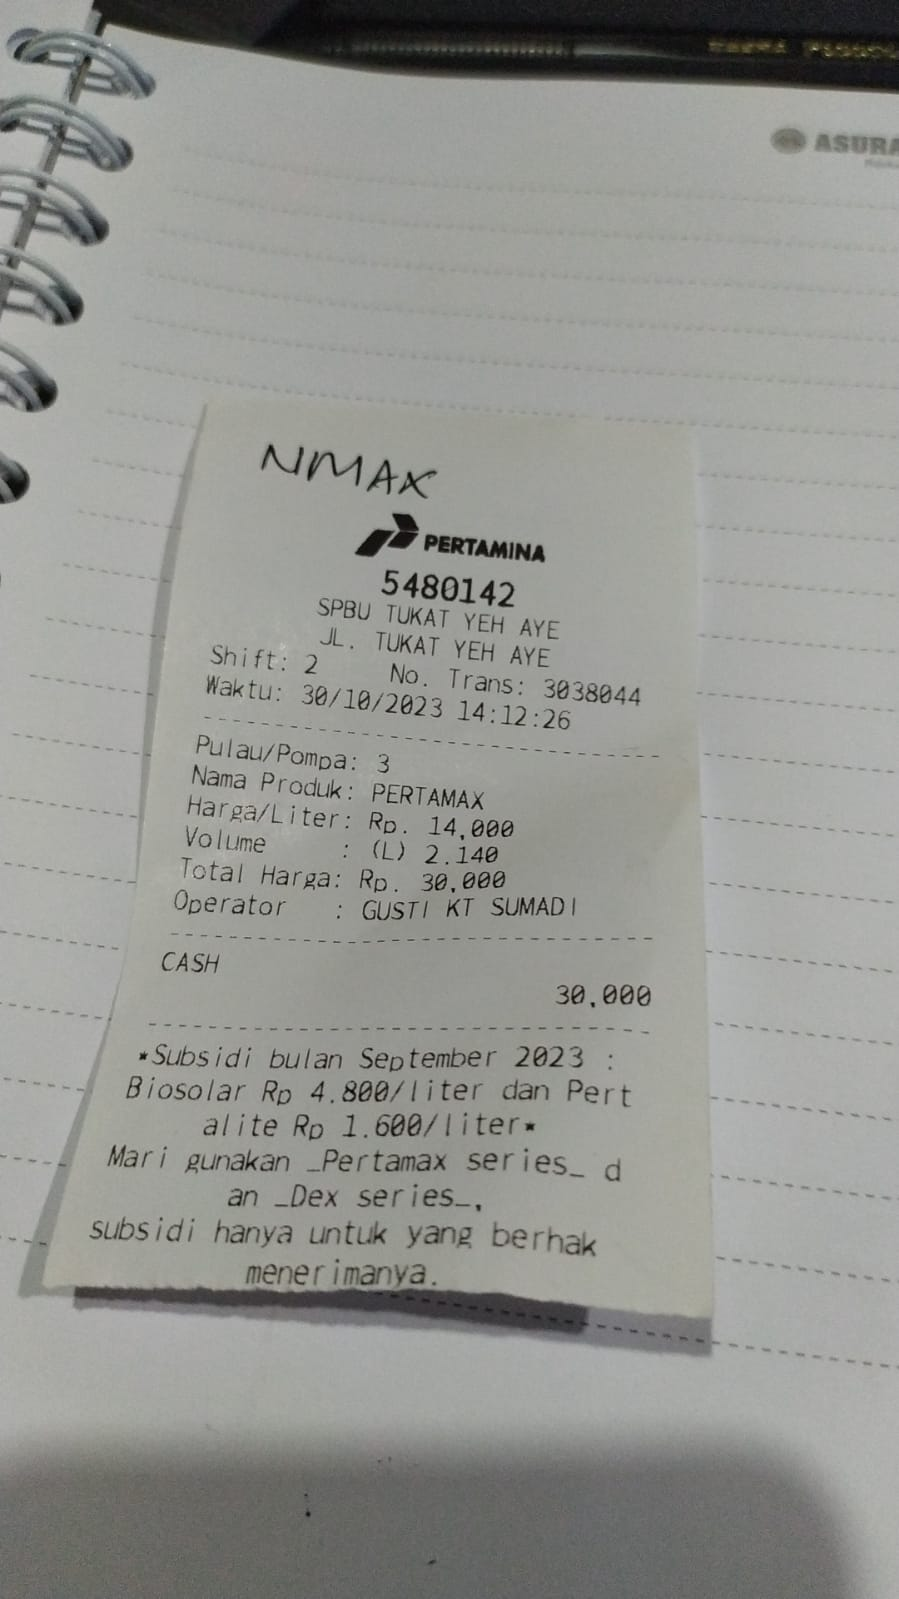 ASURA
NMAX
PERTAMINA
5480142
SPBU TUKAT YEH AYE
JL. TUKAT YEH AYE
Shift: 2 No. Trans: 3038044
Waktu: 30/10/2023 14:12:26
Pulau/Pompa: 3
Nama Produk: PERTAMAX
Harga/Liter: Rp. 14,000
Volume : (L) 2.140
Total Harga: Rp. 30,000
Operator : GUSTI KT SUMADI
CASH
30,000
*Subsidi bulan September 2023 :
Biosolar Rp 4.800/liter dan Pert
alite Rp 1.600/liter*
Mari gunakan _Pertamax series_ d
an _Dex series_,
subsidi hanya untuk yang berhak
menerimanya.